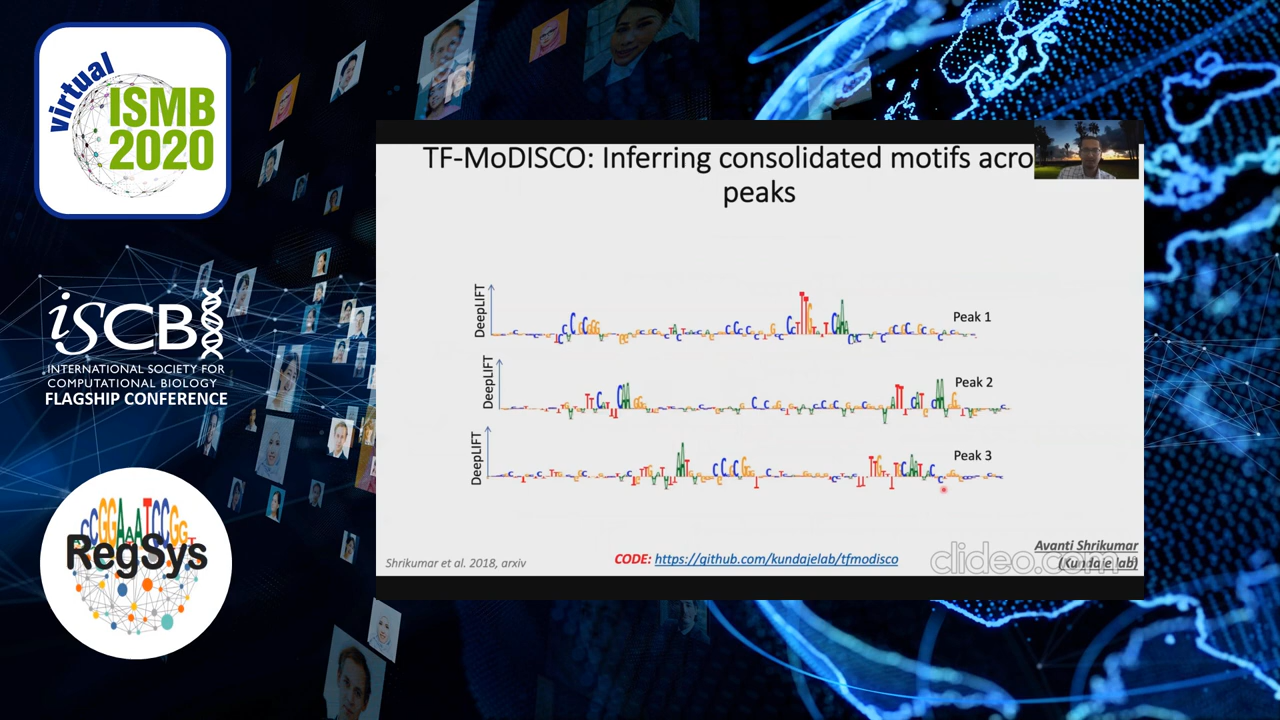 virtual
ISMB
2020
iSCB
INTERNATIONAL SOCIETY FOR
COMPUTATIONAL BIOLOGY
FLAGSHIP CONFERENCE
RegSys
TF-MoDISCO: Inferring consolidated motifs acro
peaks
DeepLIFT
Peak 1
DeepLIFT
Peak 2
DeepLIFT
Peak 3
Shrikumar et al. 2018, arxiv
CODE: https://github.com/kundajelab/tfmodisco
Avanti Shrikumar
(Kundaje lab)
clideo.com